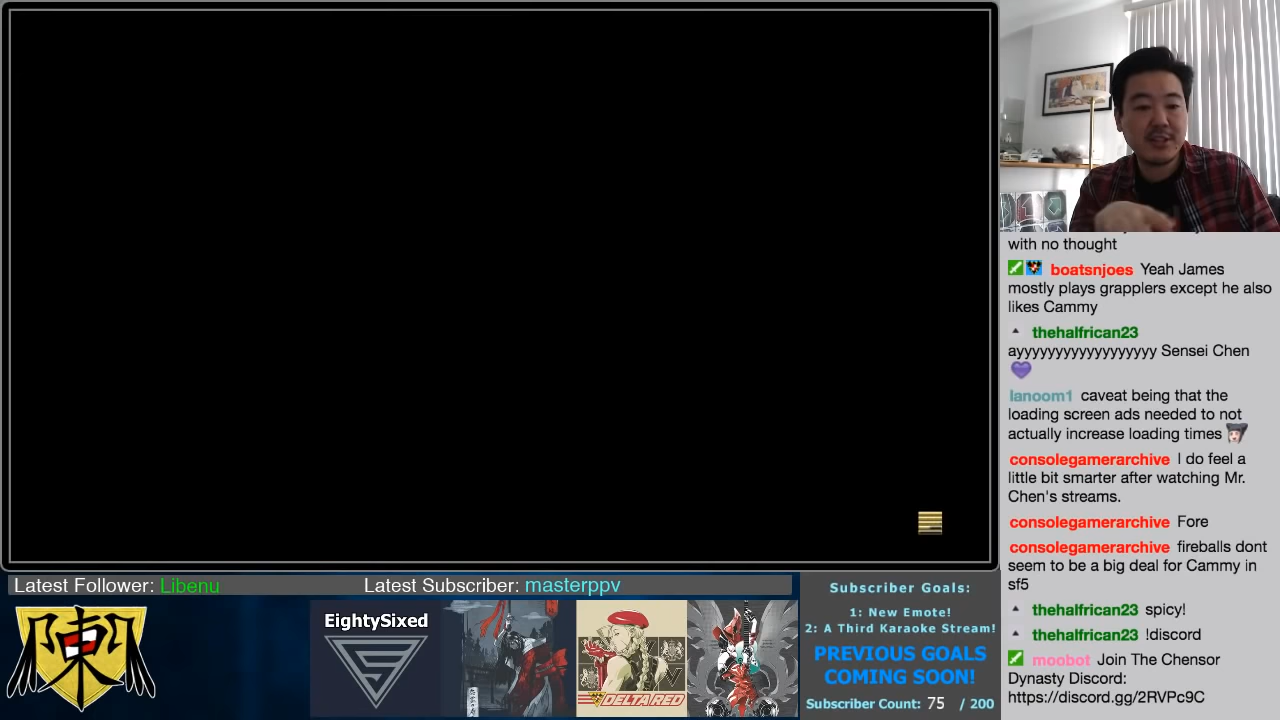 with no thought
boatsnjoes Yeah James
mostly plays grapplers except he also
likes Cammy
thehalfrican23
ayyyyyyyyyyyyyyyyyy Sensei Chen
lanoom1 caveat being that the
loading screen ads needed to not
actually increase loading times
consolegamerarchive I do feel a
little bit smarter after watching Mr.
Chen's streams.
consolegamerarchive Fore
consolegamerarchive fireballs dont
seem to be a big deal for Cammy in
sf5
thehalfrican23 spicy!
thehalfrican23 !discord
moobot Join The Chensor
Dynasty Discord:
https://discord.gg/2RVPc9C
Latest Follower: Libenu
Latest Subscriber: masterppv
EightySixed
DELTA RED
Subscriber Goals:
1: New Emote!
2: A Third Karaoke Stream!
PREVIOUS GOALS
COMING SOON!
Subscriber Count: 75 / 200